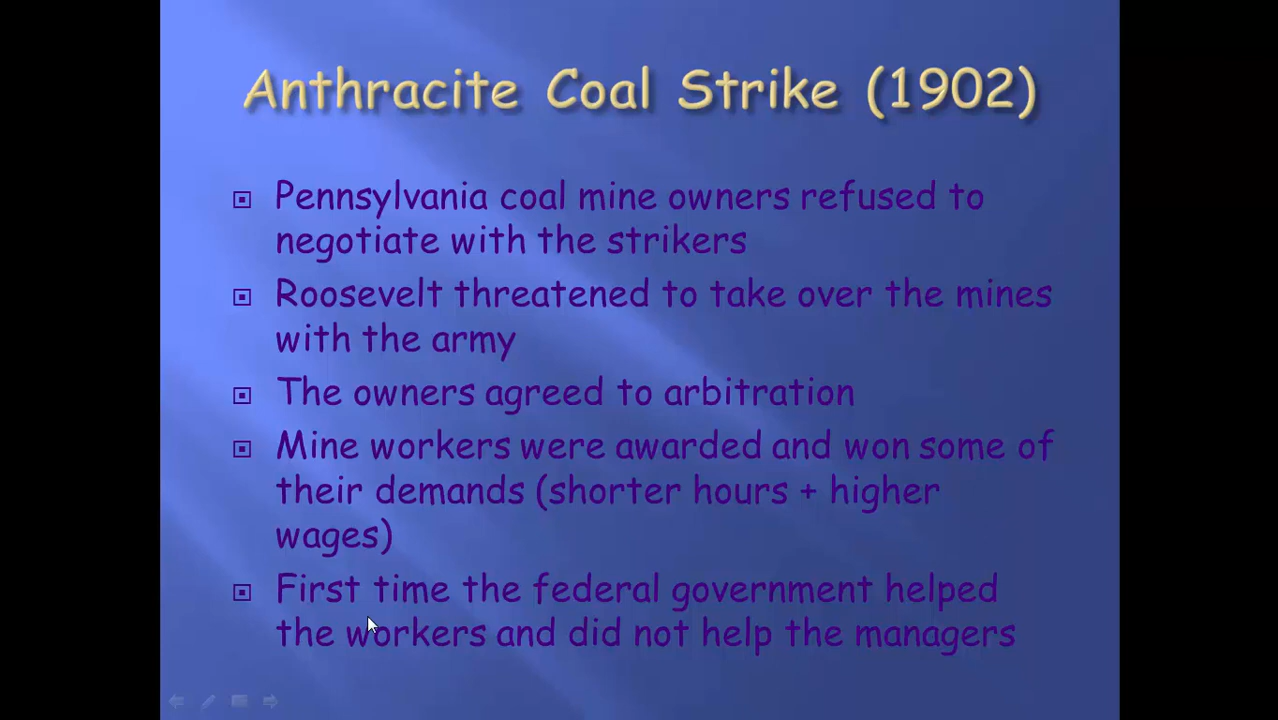 Anthracite Coal Strike (1902)
Pennsylvania coal mine owners refused to
negotiate with the strikers
Roosevelt threatened to take over the mines
with the army
The owners agreed to arbitration
Mine workers were awarded and won some of
their demands (shorter hours + higher
wages)
First time the federal government helped
the workers and did not help the managers